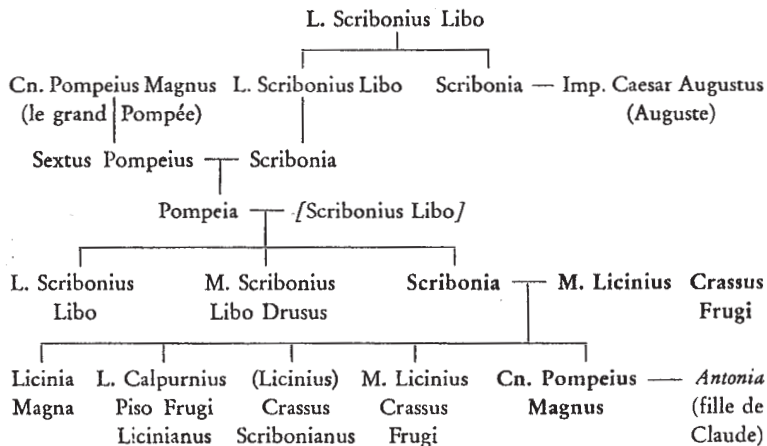 L. Scribonius Libo
Cn. Pompeius Magnus L. Scribonius Libo Scribonia — Imp. Caesar Augustus
(le grand Pompée) (Auguste)
Sextus Pompeius Scribonia
Pompeia [Scribonius Libo]
L. Scribonius M. Scribonius Scribonia M. Licinius Crassus
Libo Libo Drusus Frugi
Licinia L. Calpurnius (Licinius) M. Licinius Cn. Pompeius — Antonia
Magna Piso Frugi Crassus Crassus Magnus (fille de
Licinianus Scribonianus Frugi Claude)